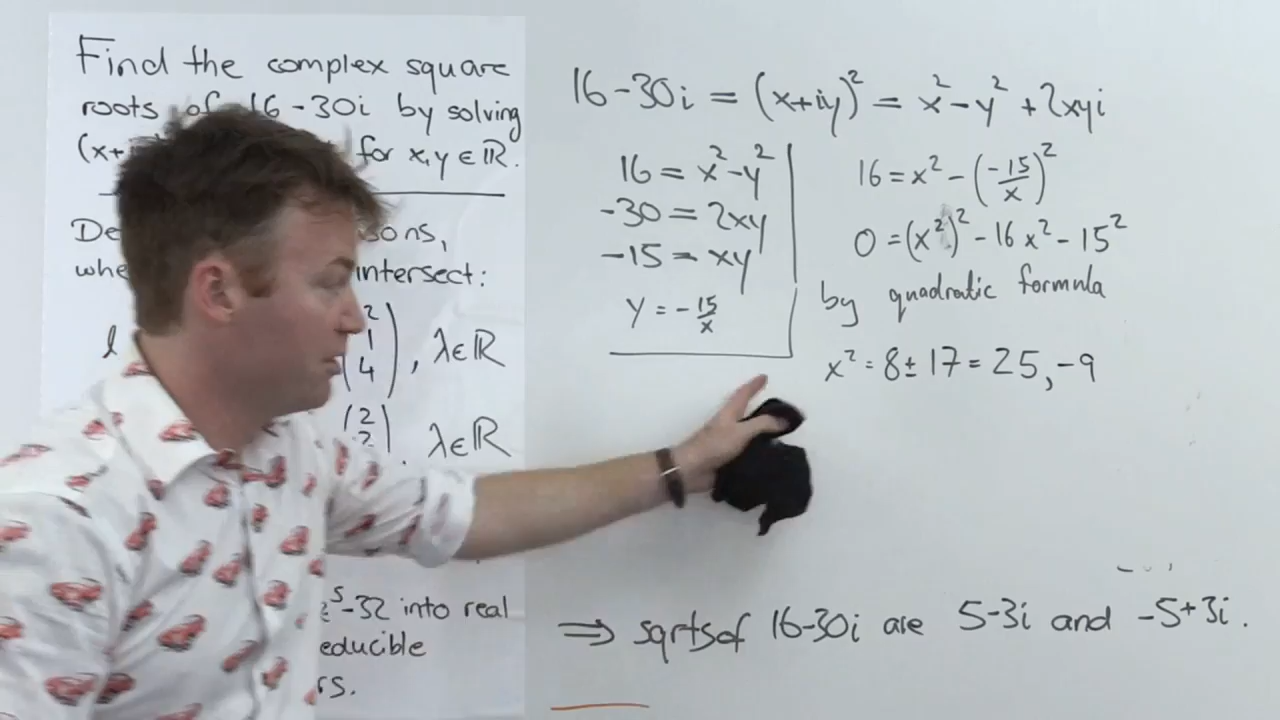 Find the complex square
roots of 16-30i by solving
(x+i for x,y ∈ ℝ.
De sons,
whe intersect:
l (2 1 4), λ∈ℝ
(2 2). λ∈ℝ
z⁵-32 into real
educible
rs.
16-30i = (x+iy)² = x²-y²+2xyi
16 = x²-y²
-30 = 2xy
-15 = xy
y = -15/x
16 = x² - (-15/x)²
0 = (x²)² - 16x² - 15²
by quadratic formula
x² = 8±17 = 25, -9
⇒ sqrts of 16-30i are 5-3i and -5+3i.